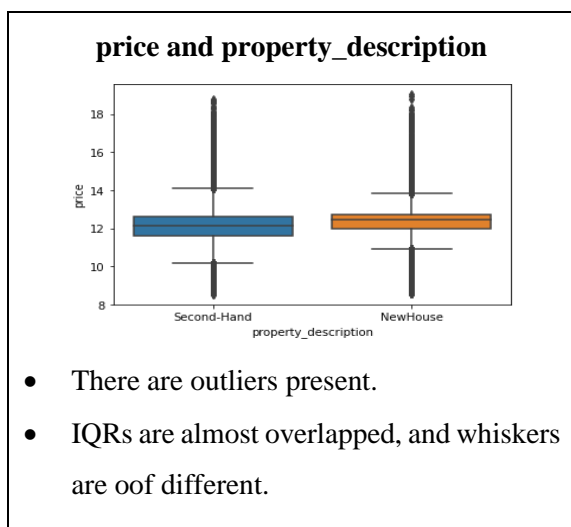 price and property_description
18
16
14
12
10
8
price
Second-Hand
NewHouse
property_description
• There are outliers present.
• IQRs are almost overlapped, and whiskers
are oof different.